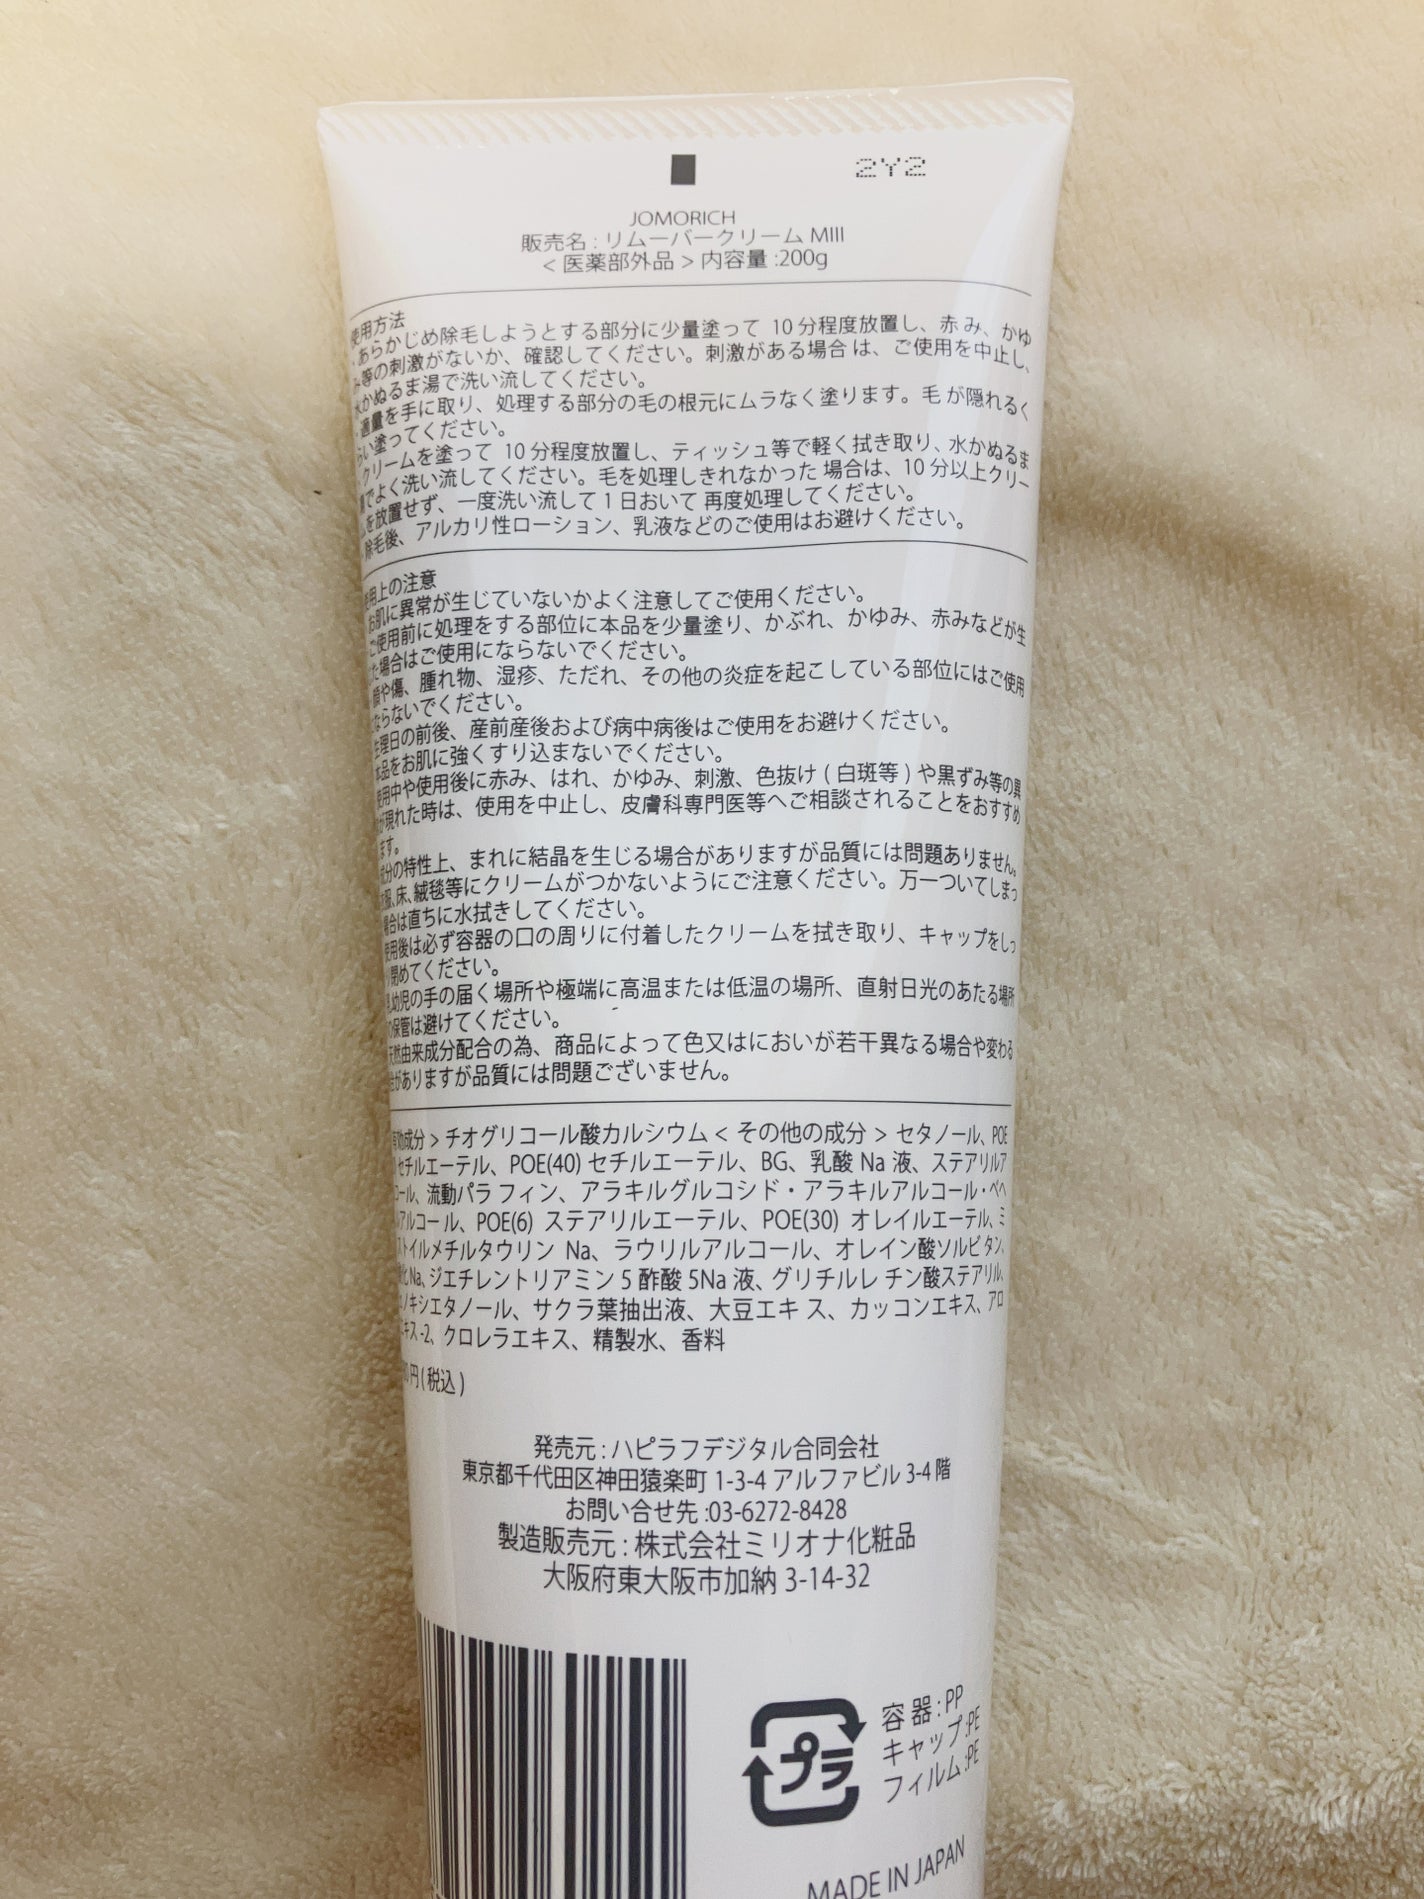 2Y2
JOMORICH
販売名 : リムーバークリーム MIII
< 医薬部外品 > 内容量 :200g
使用方法
・あらかじめ除毛しようとする部分に少量塗って 10分程度放置し、赤み、かゆ
み等の刺激がないか、確認してください。刺激がある場合は、ご使用を中止し、
水かぬるま湯で洗い流してください。
・適量を手に取り、処理する部分の毛の根元にムラなく塗ります。毛が隠れるく
らい塗ってください。
・クリームを塗って 10分程度放置し、ティッシュ等で軽く拭き取り、水かぬるま
湯でよく洗い流してください。毛を処理しきれなかった場合は、10分以上クリー
ムを放置せず、一度洗い流して1日おいて再度処理してください。
除毛後、アルカリ性ローション、乳液などのご使用はお避けください。
使用上の注意
お肌に異常が生じていないかよく注意してご使用ください。
ご使用前に処理をする部位に本品を少量塗り、かぶれ、かゆみ、赤みなどが生
た場合はご使用にならないでください。
顔や傷、腫れ物、湿疹、ただれ、その他の炎症を起こしている部位にはご使用
ならないでください。
生理日の前後、産前産後および病中病後はご使用をお避けください。
本品をお肌に強くすり込まないでください。
使用中や使用後に赤み、はれ、かゆみ、刺激、色抜け(白斑等)や黒ずみ等の異
が現れた時は、使用を中止し、皮膚科専門医等へご相談されることをおすすめ
ます。
成分の特性上、まれに結晶を生じる場合がありますが品質には問題ありません。
衣服、床、絨毯等にクリームがつかないようにご注意ください。万一ついてしまっ
場合は直ちに水拭きしてください。
使用後は必ず容器の口の周りに付着したクリームを拭き取り、キャップをしっ
り閉めてください。
乳幼児の手の届く場所や極端に高温または低温の場所、直射日光のあたる場所
の保管は避けてください。
天然由来成分配合の為、商品によって色又はにおいが若干異なる場合や変わる
合がありますが品質には問題ございません。
有効成分 > チオグリコール酸カルシウム < その他の成分 > セタノール、POE
セチルエーテル、POE(40) セチルエーテル、BG、乳酸 Na 液、ステアリルア
コール、流動パラフィン、アラキルグルコシド・アラキルアルコール・ベヘ
ルアルコール、POE(6) ステアリルエーテル、POE(30) オレイルエーテル、ミ
ストイルメチルタウリン Na、ラウリルアルコール、オレイン酸ソルビタン、
化Na、ジエチレントリアミン5酢酸5Na液、グリチルレチン酸ステアリル、
ノキシエタノール、サクラ葉抽出液、大豆エキス、カッコンエキス、アロ
エキス-2、クロレラエキス、精製水、香料
0円(税込)
発売元 : ハピラフデジタル合同会社
東京都千代田区神田猿楽町 1-3-4 アルファビル 3-4 階
お問い合せ先 :03-6272-8428
製造販売元 : 株式会社ミリオナ化粧品
大阪府東大阪市加納 3-14-32
プラ
容器:PP
キャップ:PE
フィルム:PE
MADE IN JAPAN